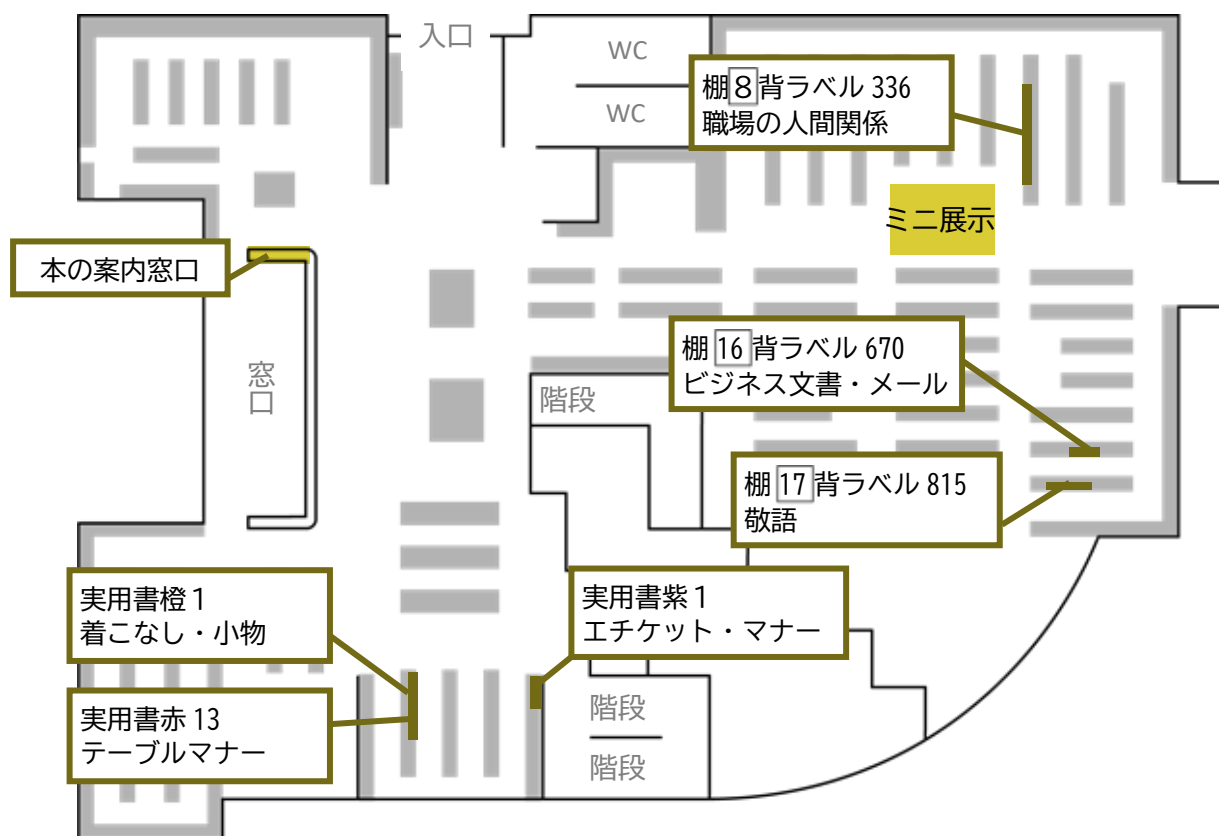 入口
WC
WC
棚8背ラベル 336
職場の人間関係
ミニ展示
本の案内窓口
窓口
棚 16 背ラベル 670
ビジネス文書・メール
階段
棚 17 背ラベル 815
敬語
実用書橙１
着こなし・小物
実用書紫１
エチケット・マナー
実用書赤 13
テーブルマナー
階段
階段